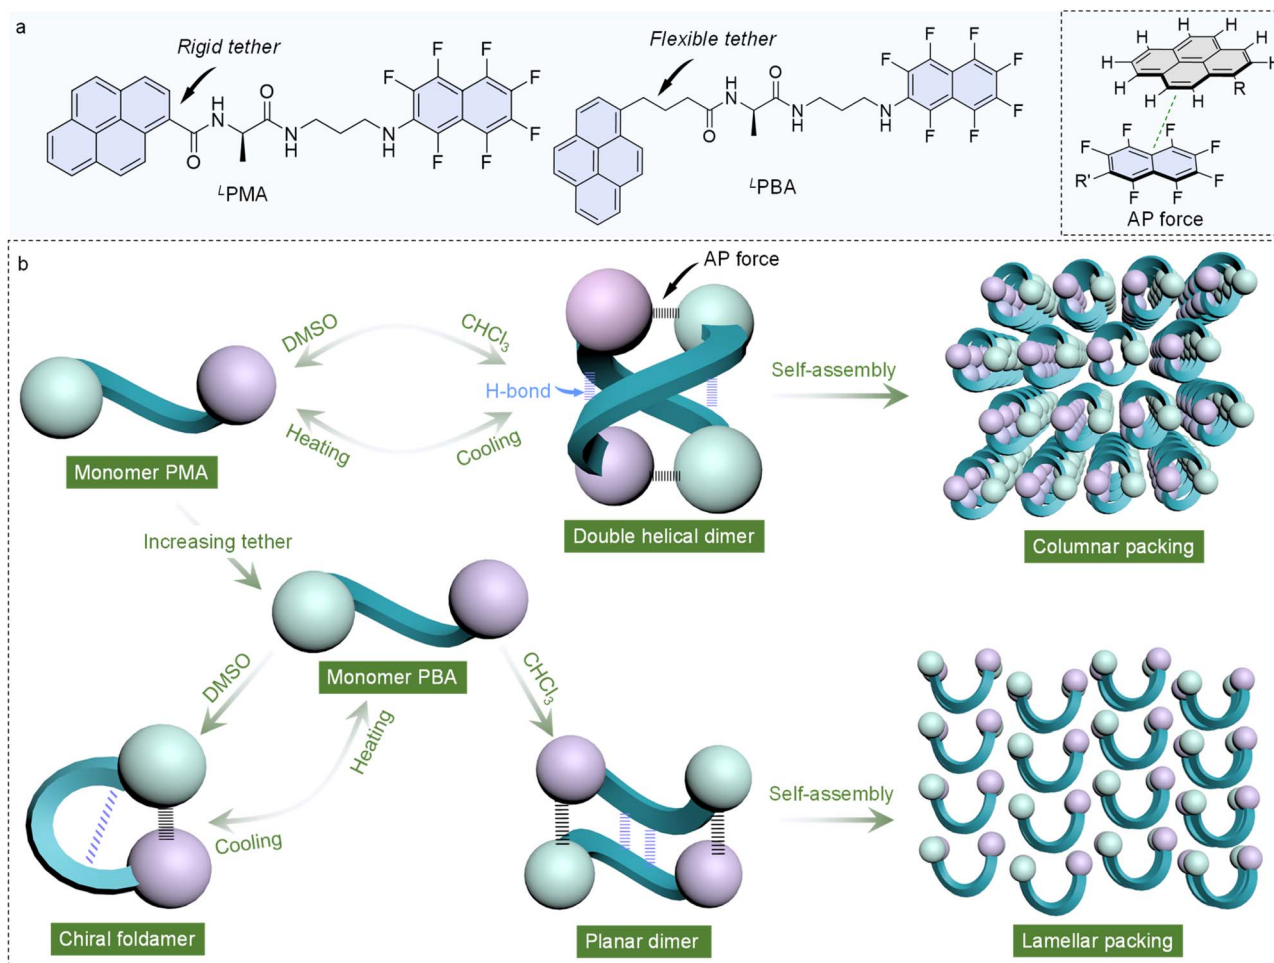 a
Rigid tether
Flexible tether
H H H H H H H H H R
F F F F F F F
H N O O N H N H
ᴸPMA
F F F F F F F
H N O O N H N H
ᴸPBA
F F F F R' F F F
AP force
b
AP force
DMSO
CHCl₃
H-bond
Heating
Cooling
Self-assembly
Monomer PMA
Double helical dimer
Columnar packing
Increasing tether
Monomer PBA
DMSO
CHCl₃
Heating
Cooling
Self-assembly
Chiral foldamer
Planar dimer
Lamellar packing